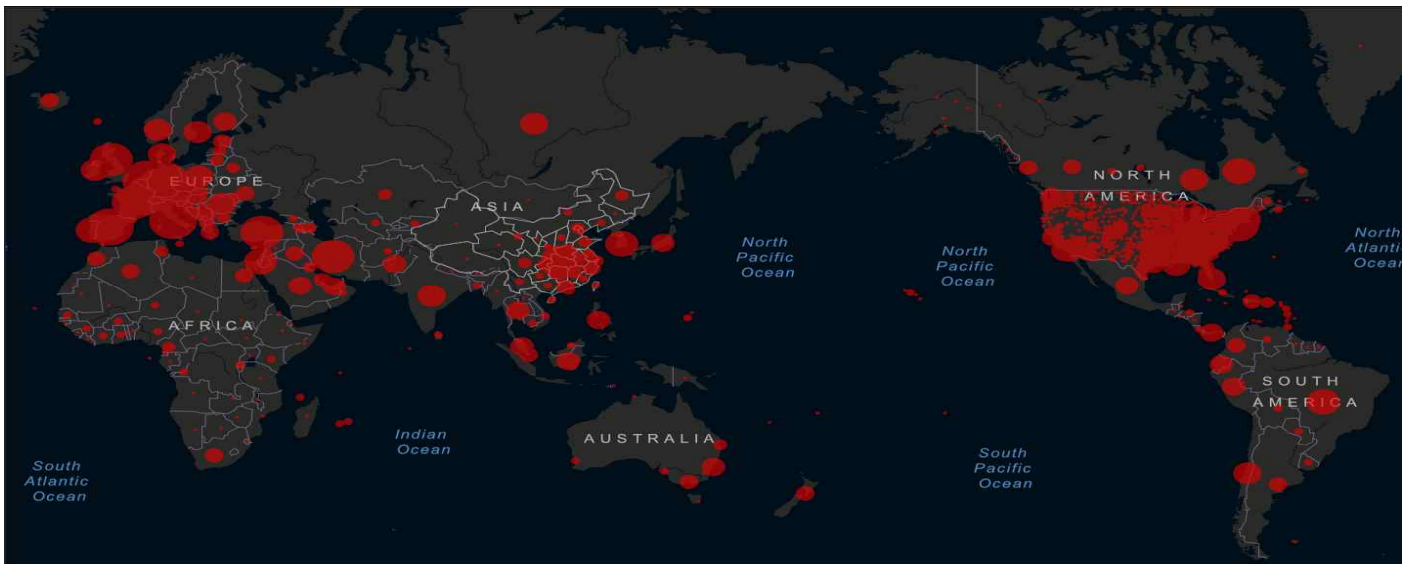 EUROPE
ASIA
NORTH
AMERICA
North
Pacific
Ocean
North
Pacific
Ocean
North
Atlantic
Ocea
AFRICA
SOUTH
AMERICA
Indian
Ocean
AUSTRALIA
South
Atlantic
Ocean
South
Pacific
Ocean